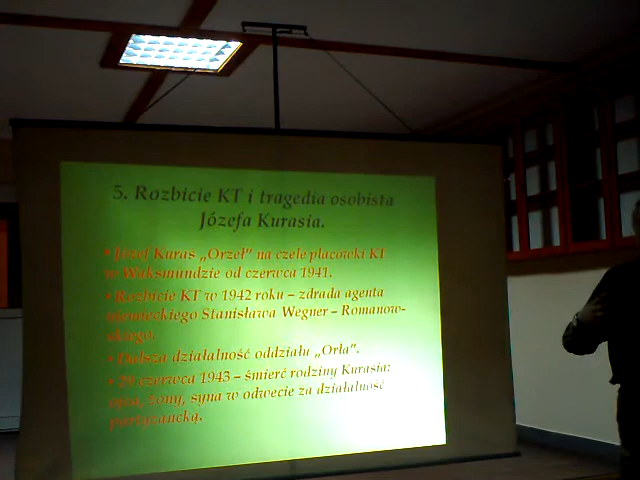 5. Rozbicie KT i tragedia osobista
Józefa Kurasia.
• Józef Kuraś „Orzeł" na czele placówki KT
w Waksmundzie od czerwca 1941.
• Rozbicie KT w 1942 roku – zdrada agenta
niemieckiego Stanisława Wegner – Romanow-
skiego.
• Dalsza działalność oddziału „Orła".
• 29 czerwca 1943 – śmierć rodziny Kurasia:
ojca, żony, syna w odwecie za działalność
partyzancką.